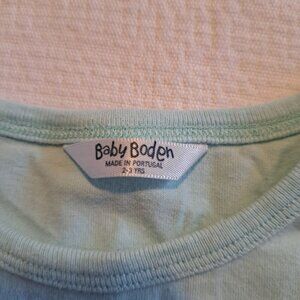 Baby Boden
MADE IN PORTUGAL
2-3 YRS